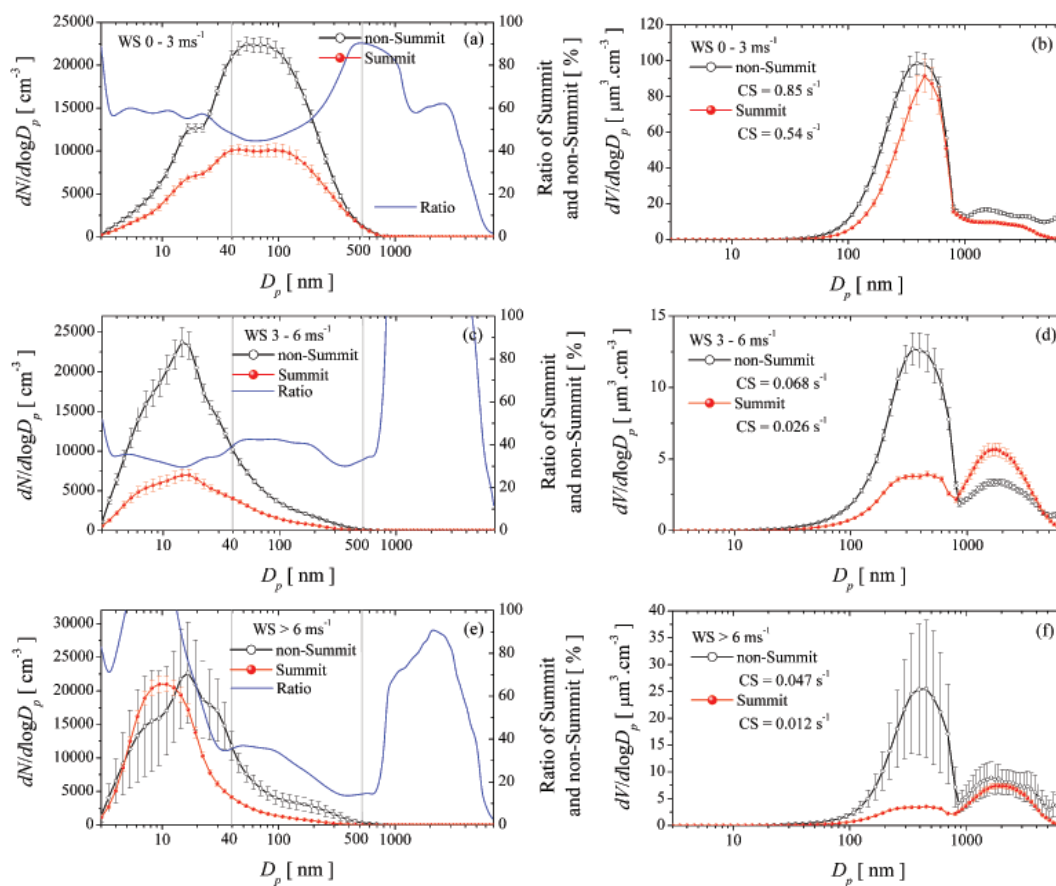 (a)
WS 0 - 3 ms⁻¹
non-Summit
Summit
Ratio
dN/dlogDp [ cm⁻³ ]
25000
20000
15000
10000
5000
0
100
90
80
70
60
50
40
30
20
10
0
Ratio of Summit
and non-Summit [ % ]
10 40 100 500 1000
Dp [ nm ]
(b)
WS 0 - 3 ms⁻¹
non-Summit
CS = 0.85 s⁻¹
Summit
CS = 0.54 s⁻¹
dV/dlogDp [ μm³.cm⁻³ ]
120
100
80
60
40
20
0
10 100 1000
Dp [ nm ]
(c)
WS 3 - 6 ms⁻¹
non-Summit
Summit
Ratio
dN/dlogDp [ cm⁻³ ]
25000
20000
15000
10000
5000
0
100
80
60
40
20
0
Ratio of Summit
and non-Summit [ % ]
10 40 100 500 1000
Dp [ nm ]
(d)
WS 3 - 6 ms⁻¹
non-Summit
CS = 0.068 s⁻¹
Summit
CS = 0.026 s⁻¹
dV/dlogDp [ μm³.cm⁻³ ]
15
10
5
0
10 100 1000
Dp [ nm ]
(e)
WS > 6 ms⁻¹
non-Summit
Summit
Ratio
dN/dlogDp [ cm⁻³ ]
30000
25000
20000
15000
10000
5000
0
100
90
80
70
60
50
40
30
20
10
0
Ratio of Summit
and non-Summit [ % ]
10 40 100 500 1000
Dp [ nm ]
(f)
WS > 6 ms⁻¹
non-Summit
CS = 0.047 s⁻¹
Summit
CS = 0.012 s⁻¹
dV/dlogDp [ μm³.cm⁻³ ]
40
35
30
25
20
15
10
5
0
10 100 1000
Dp [ nm ]